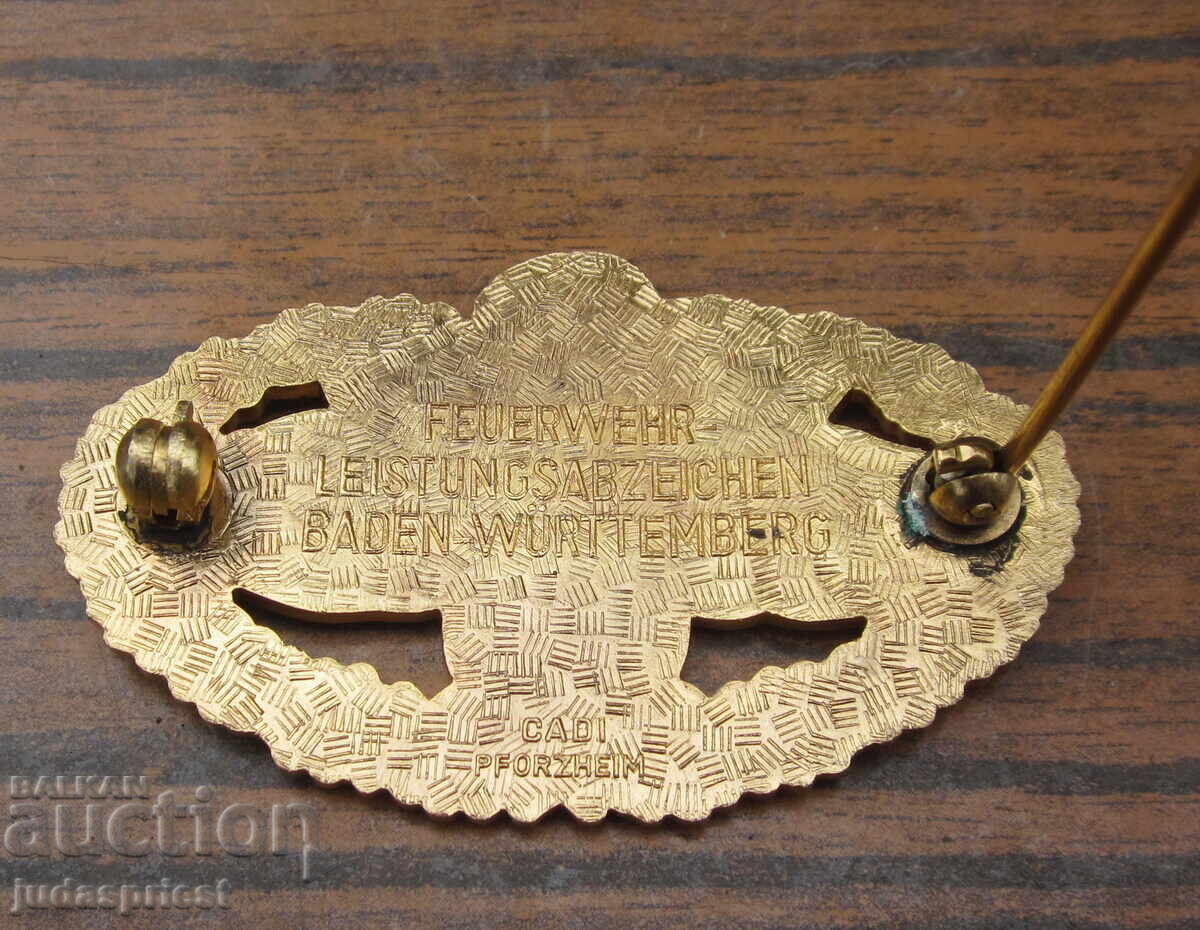 FEUERWEHR-
LEISTUNGSABZEICHEN
BADEN-WÜRTTEMBERG
CADI
PFORZHEIM
BALKAN
auction
judaspriest